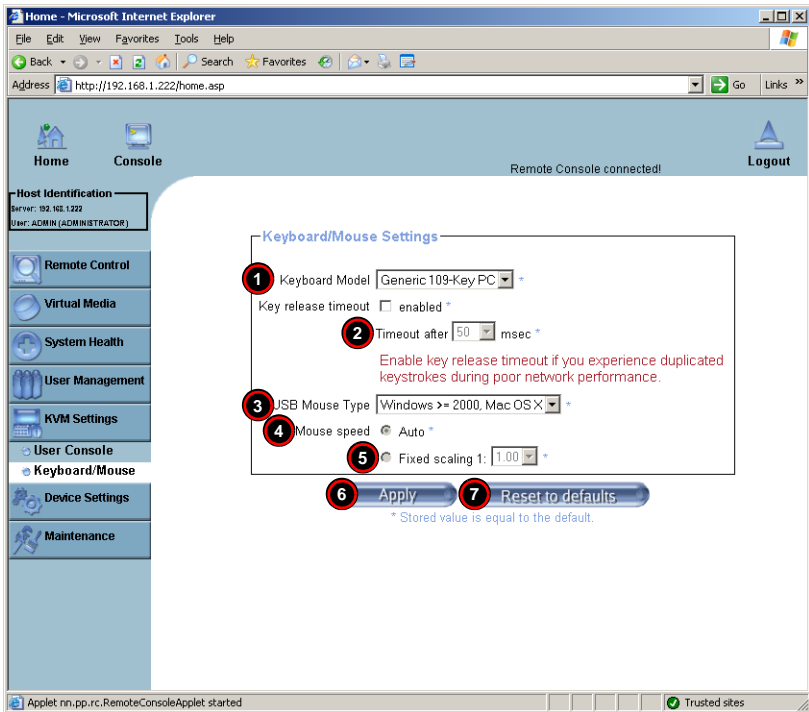 Home - Microsoft Internet Explorer
File Edit View Favorites Tools Help
Back Search Favorites
Address http://192.168.1.222/home.asp Go Links »
Home Console Logout
Remote Console connected!
Host Identification
Server: 192.168.1.222
User: ADMIN (ADMINISTRATOR)
Remote Control
Virtual Media
System Health
User Management
KVM Settings
User Console
Keyboard/Mouse
Device Settings
Maintenance
Keyboard/Mouse Settings
1 Keyboard Model Generic 109-Key PC *
Key release timeout enabled *
2 Timeout after 50 msec *
Enable key release timeout if you experience duplicated
keystrokes during poor network performance.
3 USB Mouse Type Windows >= 2000, Mac OS X *
4 Mouse speed Auto *
5 Fixed scaling 1: 1.00 *
6 Apply 7 Reset to defaults
* Stored value is equal to the default.
Applet nn.pp.rc.RemoteConsoleApplet started Trusted sites